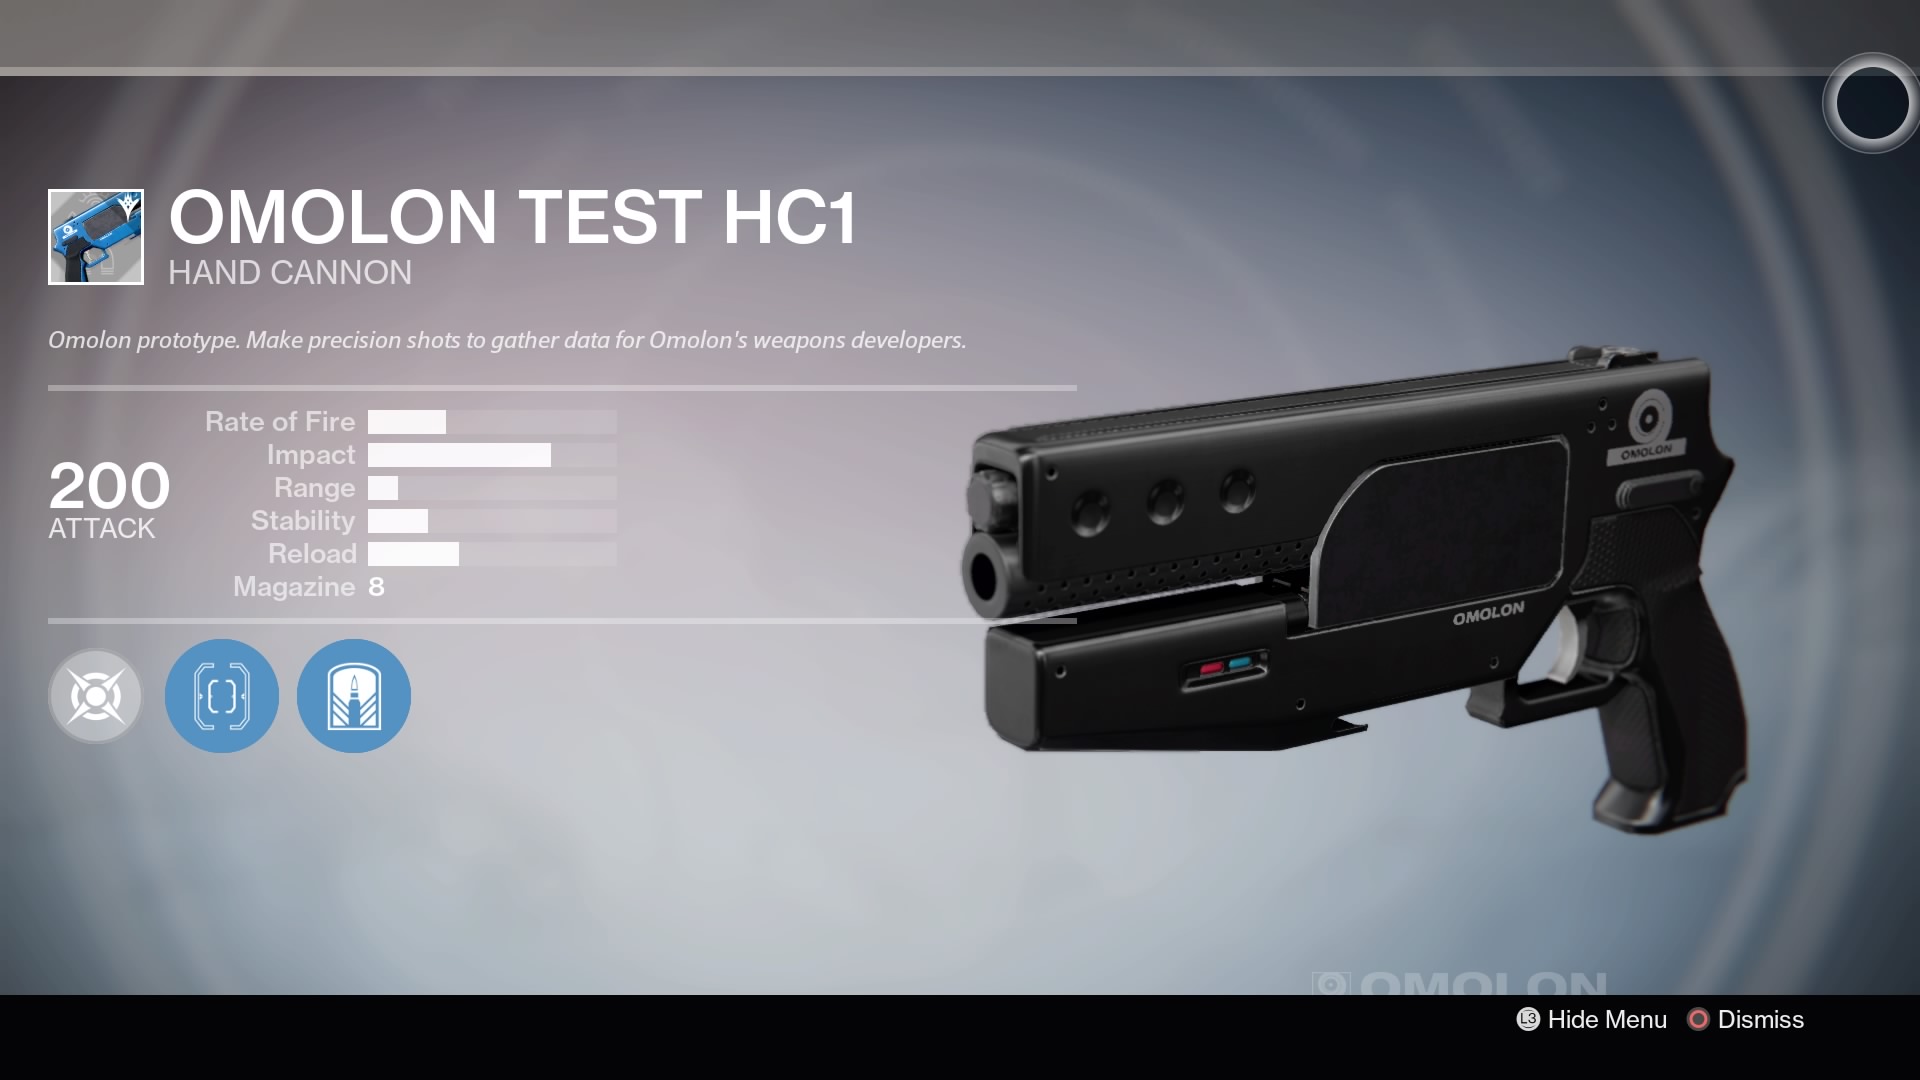 OMOLON TEST HC1
HAND CANNON
Omolon prototype. Make precision shots to gather data for Omolon's weapons developers.
200
ATTACK
Rate of Fire
Impact
Range
Stability
Reload
Magazine 8
OMOLON
OMOLON
OMOLON
L3 Hide Menu
Dismiss